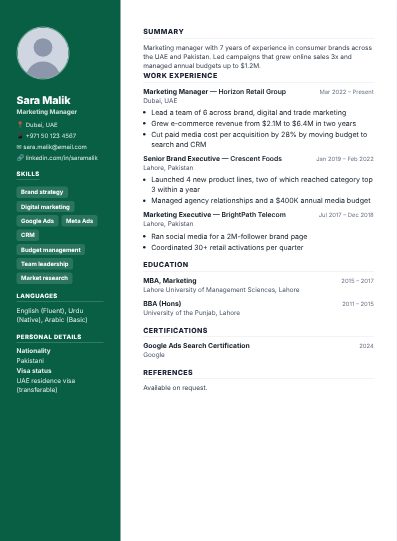 Sara Malik
Marketing Manager
📍 Dubai, UAE
📞 +971 50 123 4567
✉ sara.malik@email.com
🔗 linkedin.com/in/saramalik
SKILLS
Brand strategy
Digital marketing
Google Ads
Meta Ads
CRM
Budget management
Team leadership
Market research
LANGUAGES
English (Fluent), Urdu
(Native), Arabic (Basic)
PERSONAL DETAILS
Nationality
Pakistani
Visa status
UAE residence visa
(transferable)
SUMMARY
Marketing manager with 7 years of experience in consumer brands across
the UAE and Pakistan. Led campaigns that grew online sales 3x and
managed annual budgets up to $1.2M.
WORK EXPERIENCE
Marketing Manager — Horizon Retail Group Mar 2022 – Present
Dubai, UAE
• Lead a team of 6 across brand, digital and trade marketing
• Grew e-commerce revenue from $2.1M to $6.4M in two years
• Cut paid media cost per acquisition by 28% by moving budget to
search and CRM
Senior Brand Executive — Crescent Foods Jan 2019 – Feb 2022
Lahore, Pakistan
• Launched 4 new product lines, two of which reached category top
3 within a year
• Managed agency relationships and a $400K annual media budget
Marketing Executive — BrightPath Telecom Jul 2017 – Dec 2018
Lahore, Pakistan
• Ran social media for a 2M-follower brand page
• Coordinated 30+ retail activations per quarter
EDUCATION
MBA, Marketing 2015 – 2017
Lahore University of Management Sciences, Lahore
BBA (Hons) 2011 – 2015
University of the Punjab, Lahore
CERTIFICATIONS
Google Ads Search Certification 2024
Google
REFERENCES
Available on request.